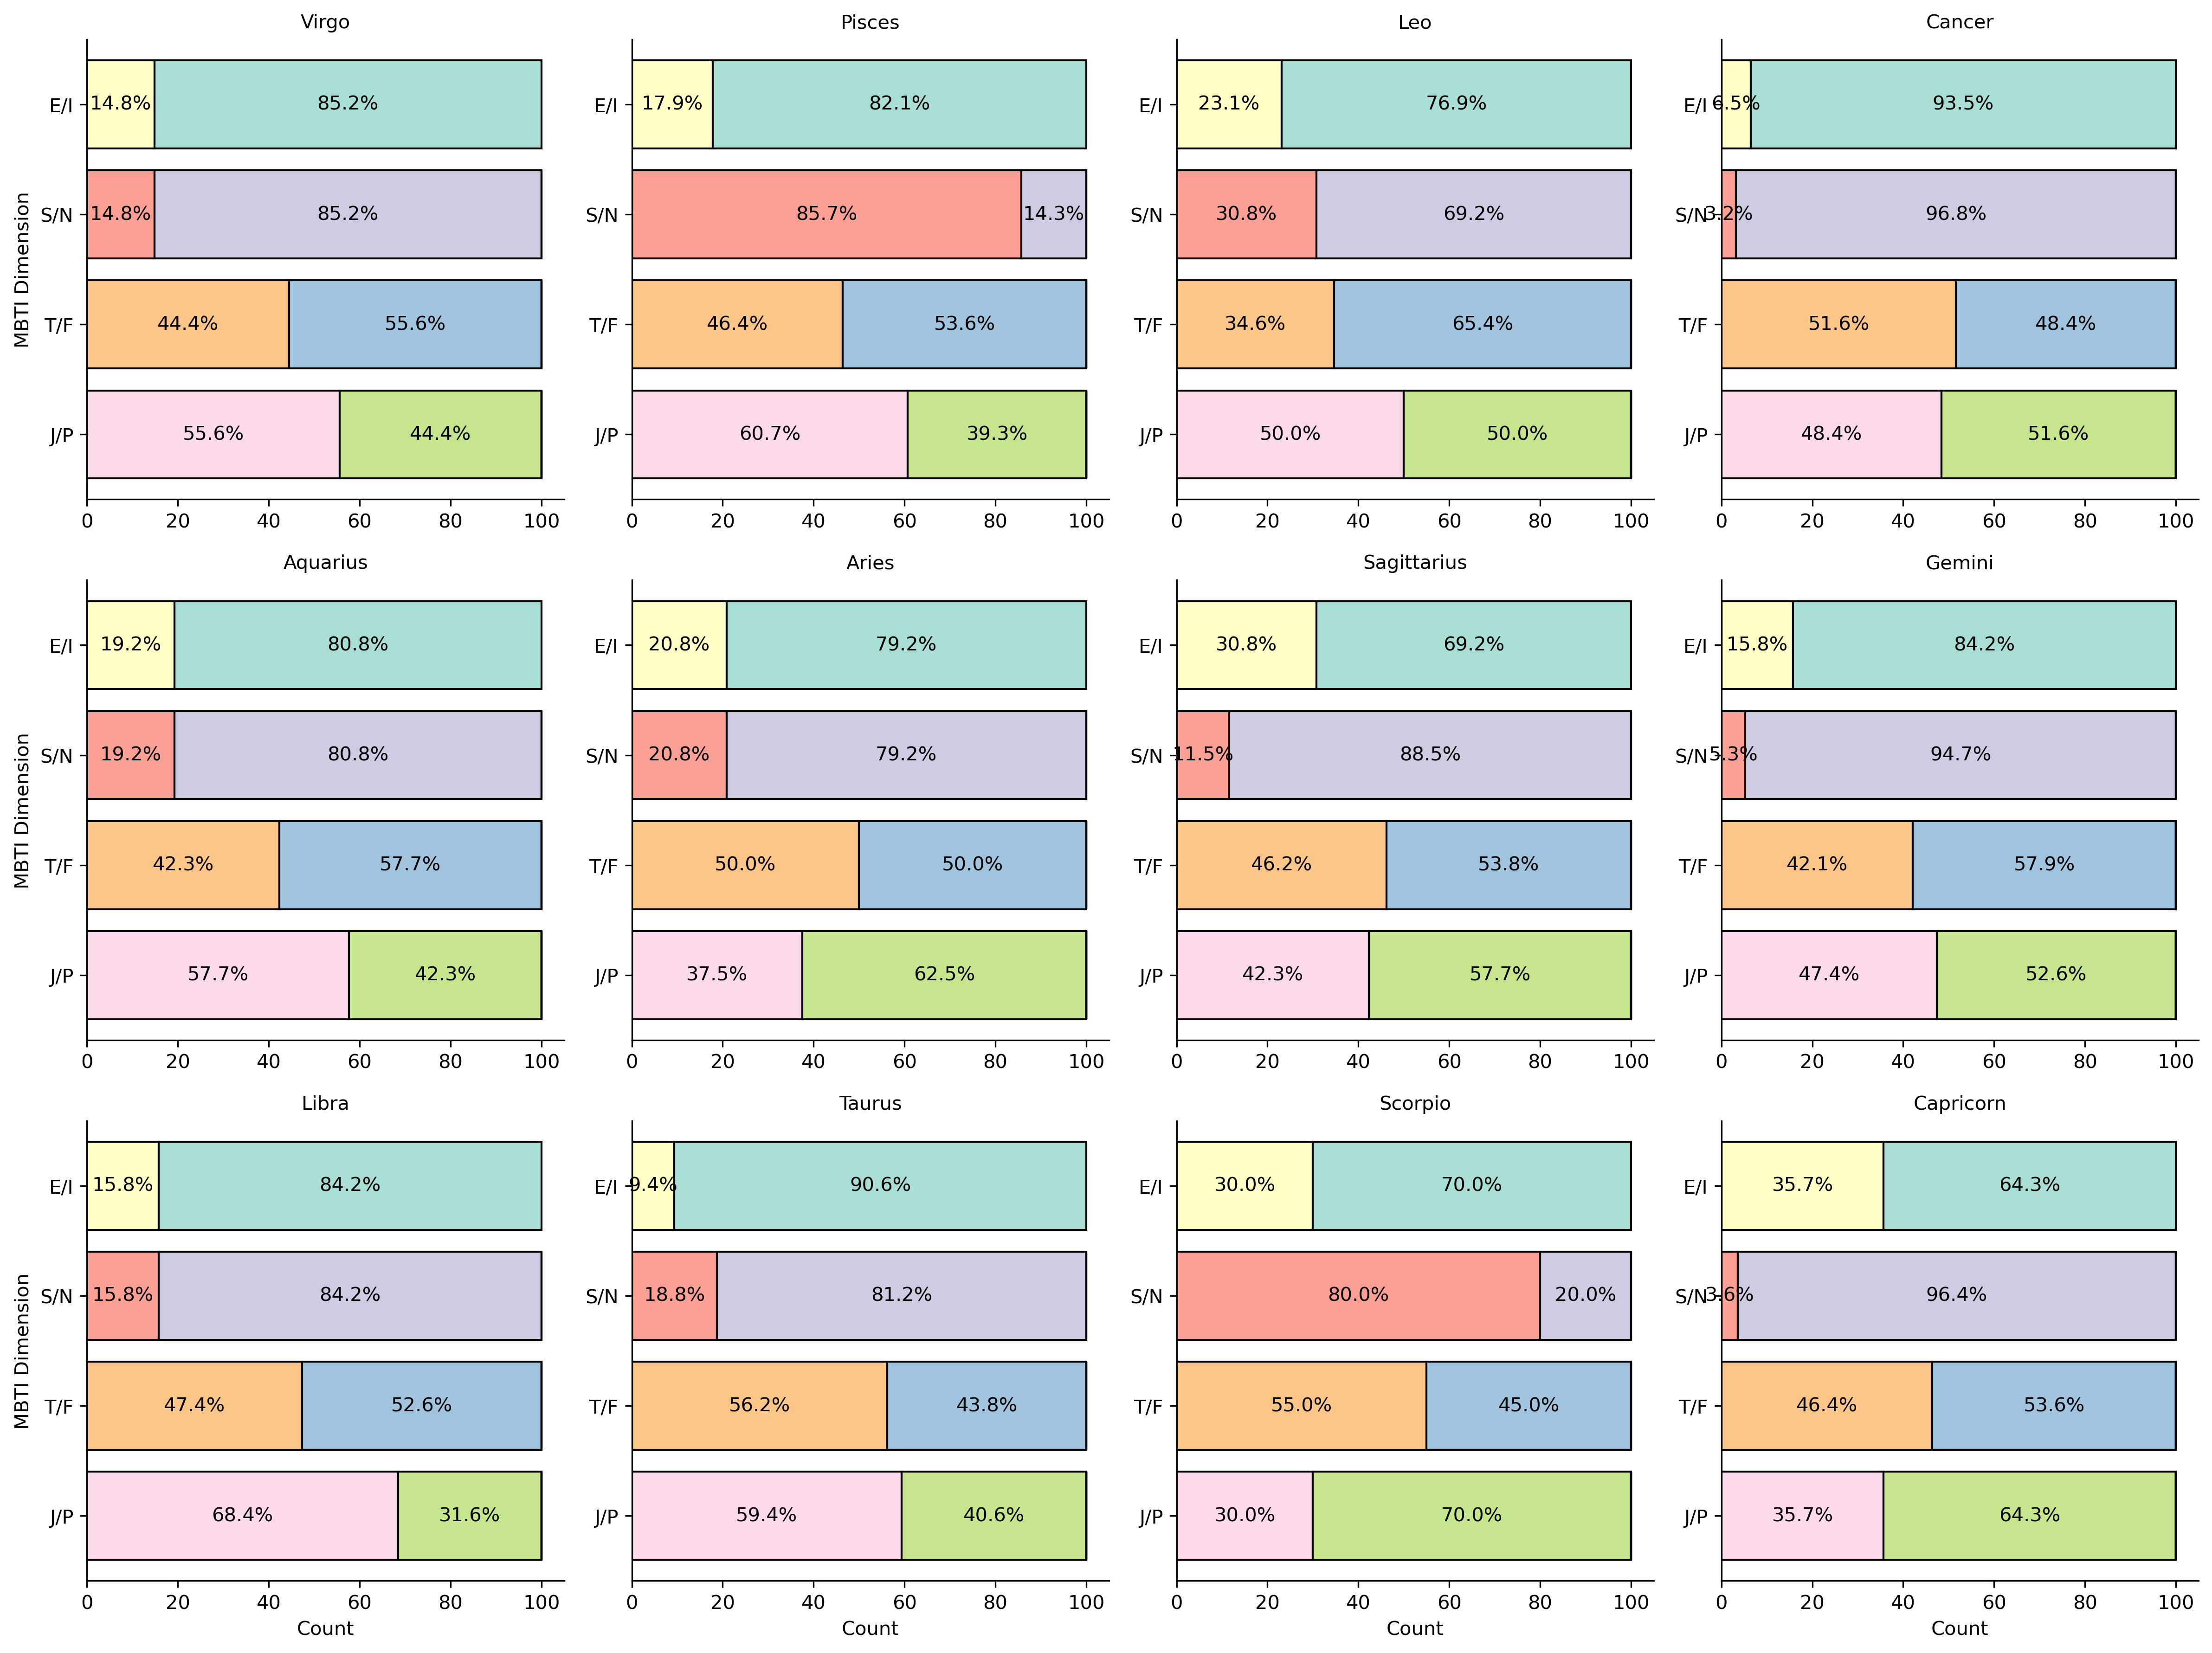 Virgo
Pisces
Leo
Cancer
E/I 14.8% 85.2%
E/I 17.9% 82.1%
E/I 23.1% 76.9%
E/I 6.5% 93.5%
S/N 14.8% 85.2%
S/N 85.7% 14.3%
S/N 30.8% 69.2%
S/N 3.2% 96.8%
T/F 44.4% 55.6%
T/F 46.4% 53.6%
T/F 34.6% 65.4%
T/F 51.6% 48.4%
J/P 55.6% 44.4%
J/P 60.7% 39.3%
J/P 50.0% 50.0%
J/P 48.4% 51.6%
MBTI Dimension
0 20 40 60 80 100
0 20 40 60 80 100
0 20 40 60 80 100
0 20 40 60 80 100
Aquarius
Aries
Sagittarius
Gemini
E/I 19.2% 80.8%
E/I 20.8% 79.2%
E/I 30.8% 69.2%
E/I 15.8% 84.2%
S/N 19.2% 80.8%
S/N 20.8% 79.2%
S/N 11.5% 88.5%
S/N 5.3% 94.7%
T/F 42.3% 57.7%
T/F 50.0% 50.0%
T/F 46.2% 53.8%
T/F 42.1% 57.9%
J/P 57.7% 42.3%
J/P 37.5% 62.5%
J/P 42.3% 57.7%
J/P 47.4% 52.6%
MBTI Dimension
0 20 40 60 80 100
0 20 40 60 80 100
0 20 40 60 80 100
0 20 40 60 80 100
Libra
Taurus
Scorpio
Capricorn
E/I 15.8% 84.2%
E/I 9.4% 90.6%
E/I 30.0% 70.0%
E/I 35.7% 64.3%
S/N 15.8% 84.2%
S/N 18.8% 81.2%
S/N 80.0% 20.0%
S/N 3.6% 96.4%
T/F 47.4% 52.6%
T/F 56.2% 43.8%
T/F 55.0% 45.0%
T/F 46.4% 53.6%
J/P 68.4% 31.6%
J/P 59.4% 40.6%
J/P 30.0% 70.0%
J/P 35.7% 64.3%
MBTI Dimension
0 20 40 60 80 100
0 20 40 60 80 100
0 20 40 60 80 100
0 20 40 60 80 100
Count
Count
Count
Count